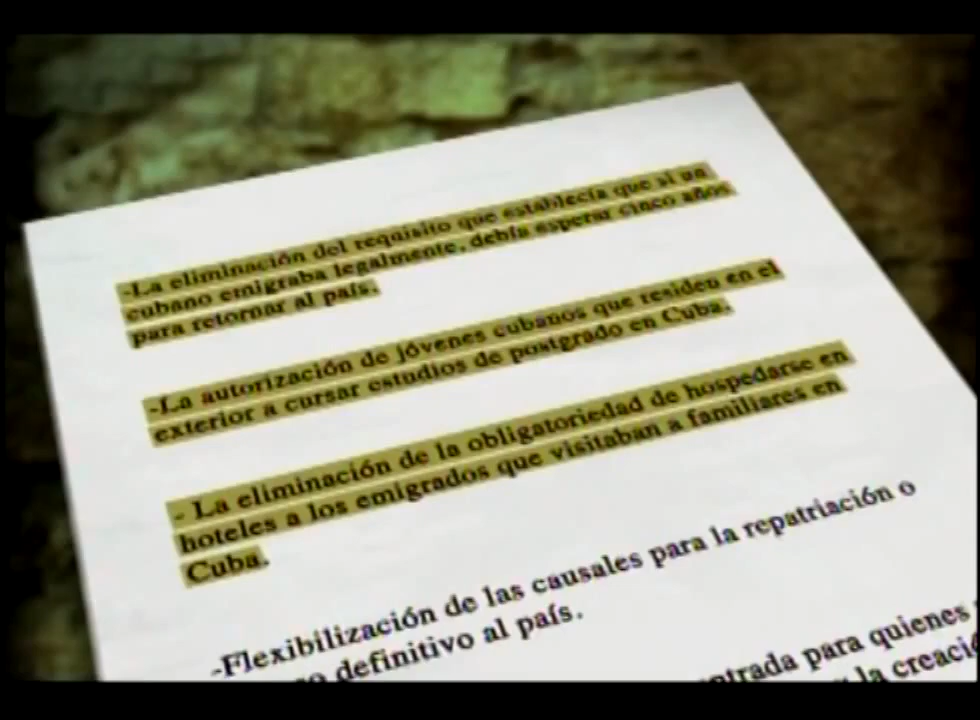 -La eliminación del requisito que establecía que si un
cubano emigraba legalmente, debía esperar cinco años
para retornar al país.
-La autorización de jóvenes cubanos que residen en el
exterior a cursar estudios de postgrado en Cuba.
- La eliminación de la obligatoriedad de hospedarse en
hoteles a los emigrados que visitaban a familiares en
Cuba.
-Flexibilización de las causales para la repatriación o
definitivo al país.
para quienes
la